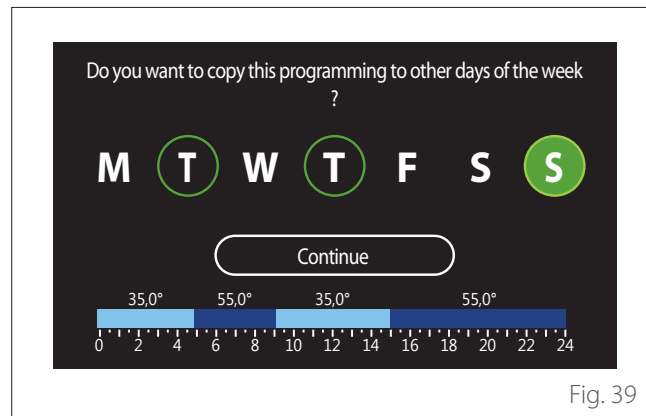 Do you want to copy this programming to other days of the week
?
M T W T F S S
Continue
35,0° 55,0° 35,0° 55,0°
0 2 4 6 8 10 12 14 16 18 20 22 24
Fig. 39